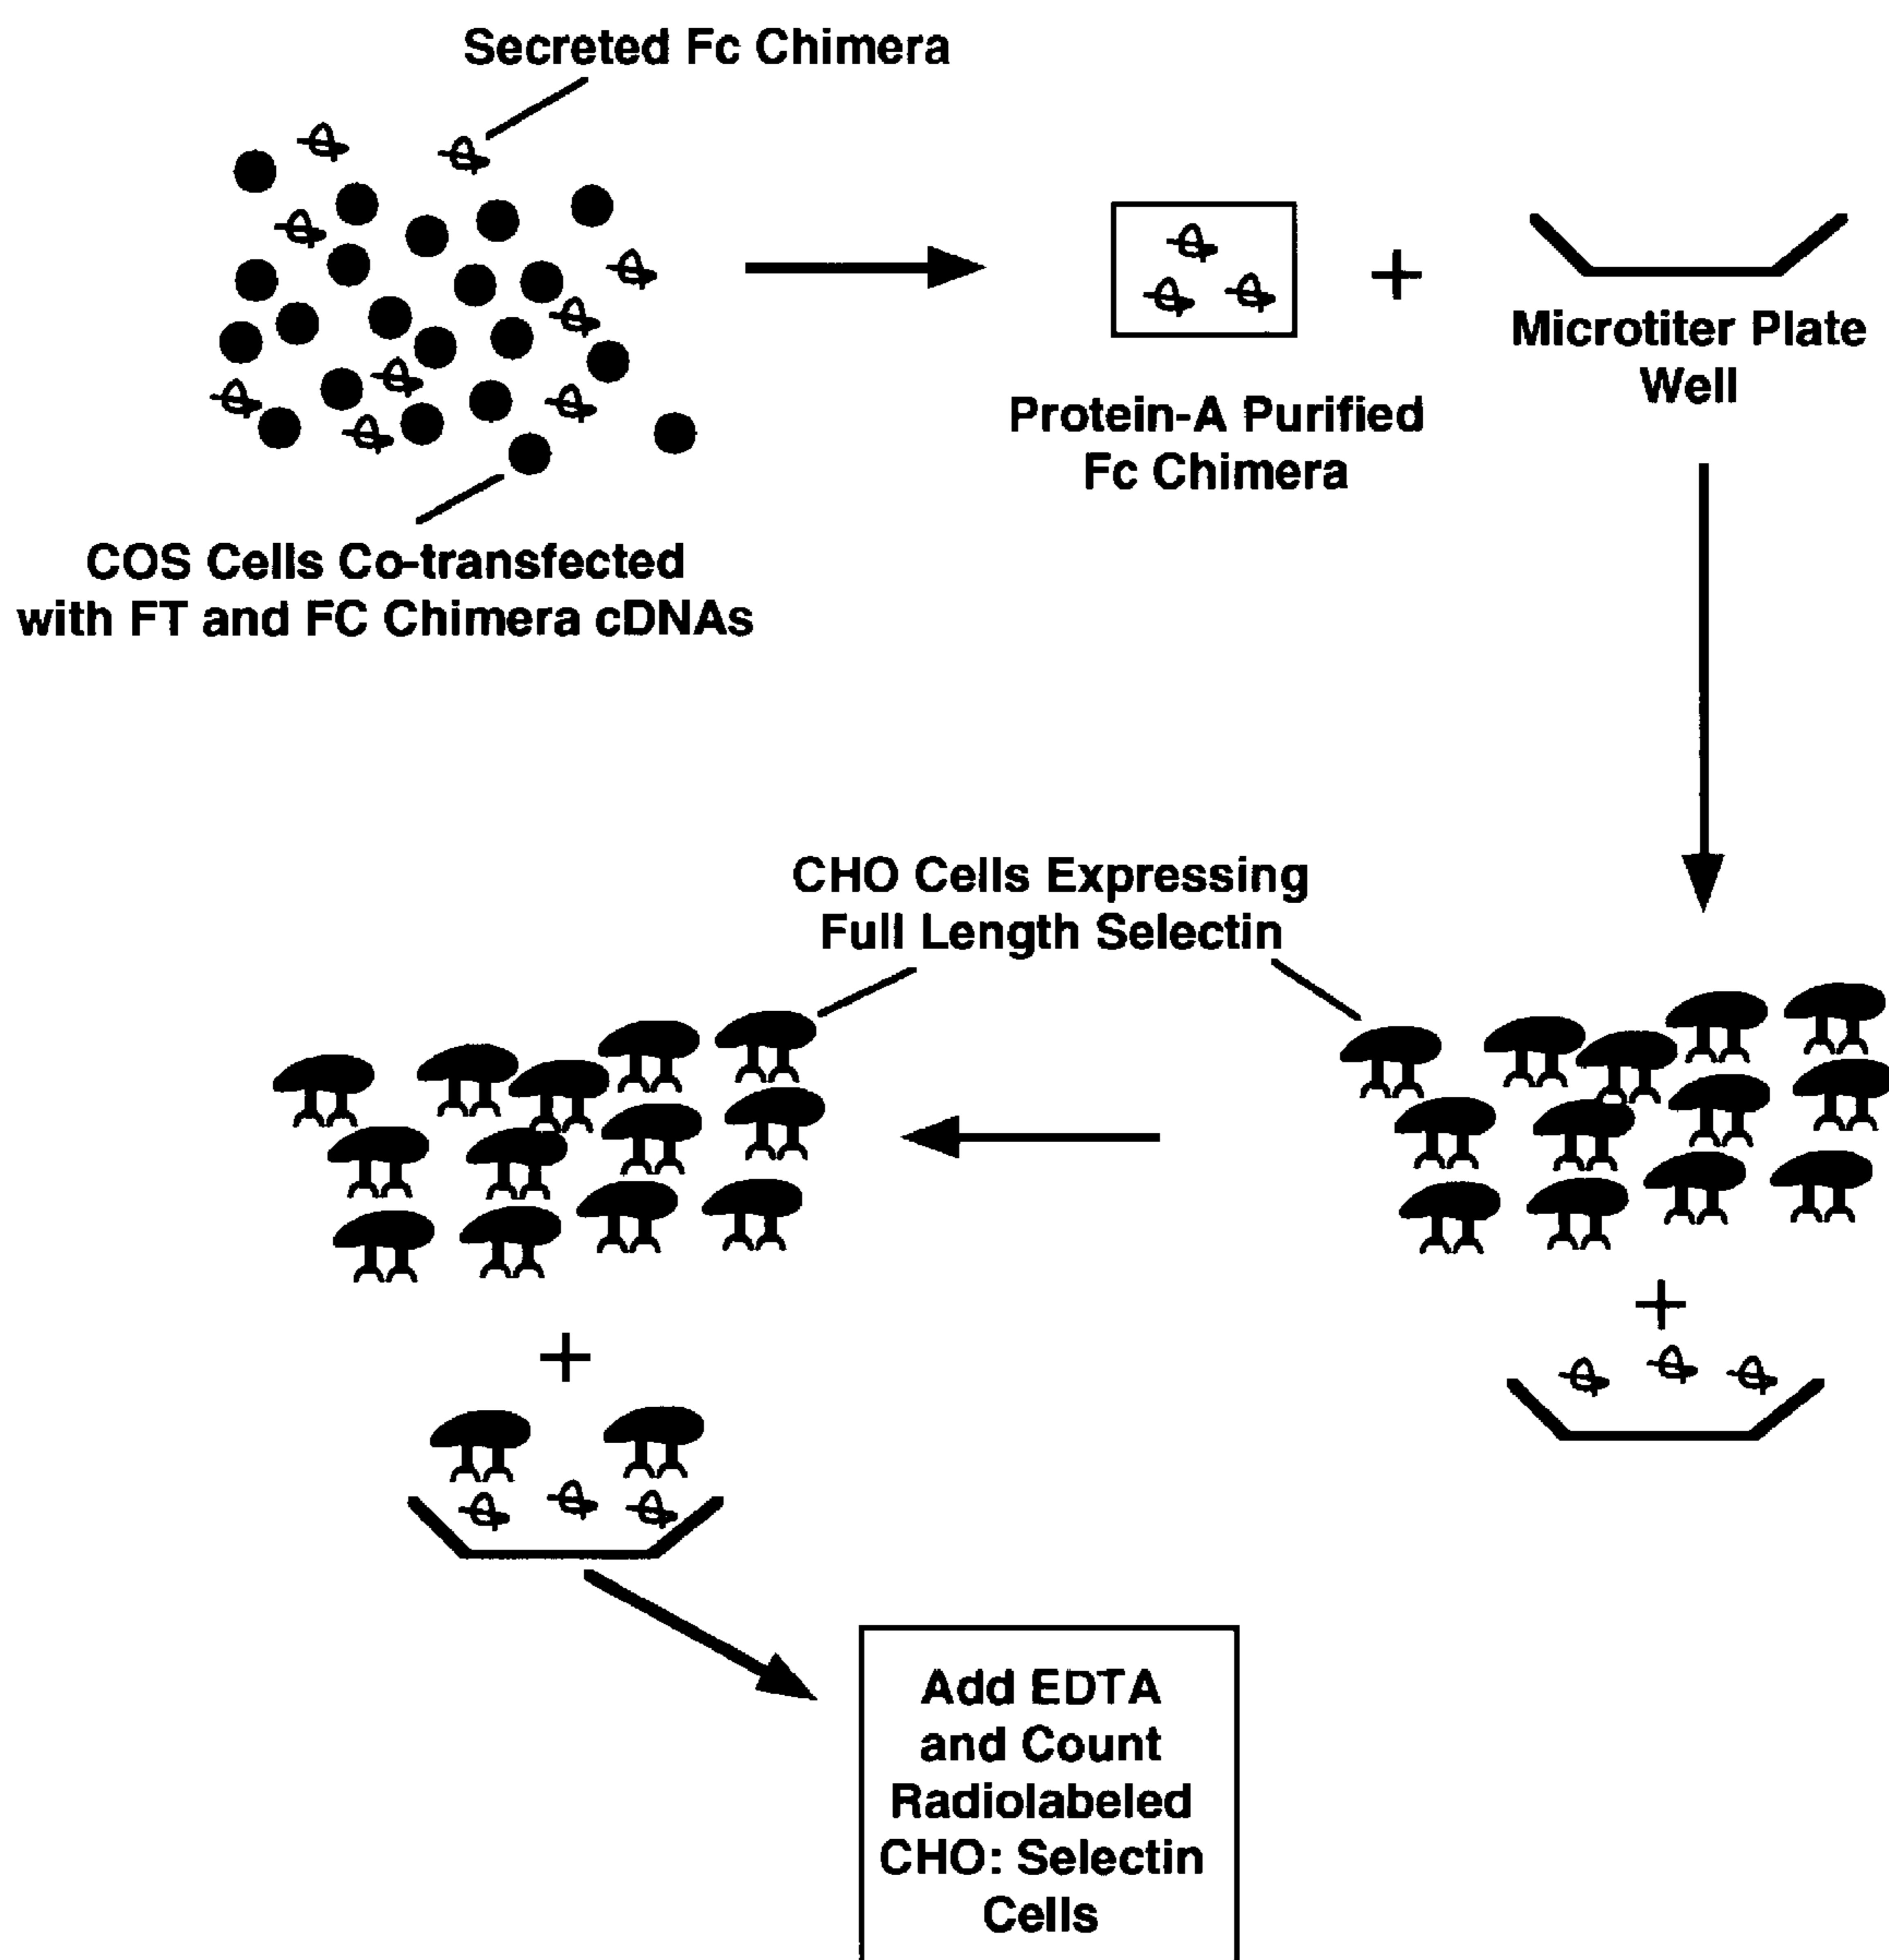 Secreted Fc Chimera
Microtiter Plate
Well
Protein-A Purified
Fc Chimera
COS Cells Co-transfected
with FT and FC Chimera cDNAs
CHO Cells Expressing
Full Length Selectin
+
+
+
Add EDTA
and Count
Radiolabeled
CHO: Selectin
Cells